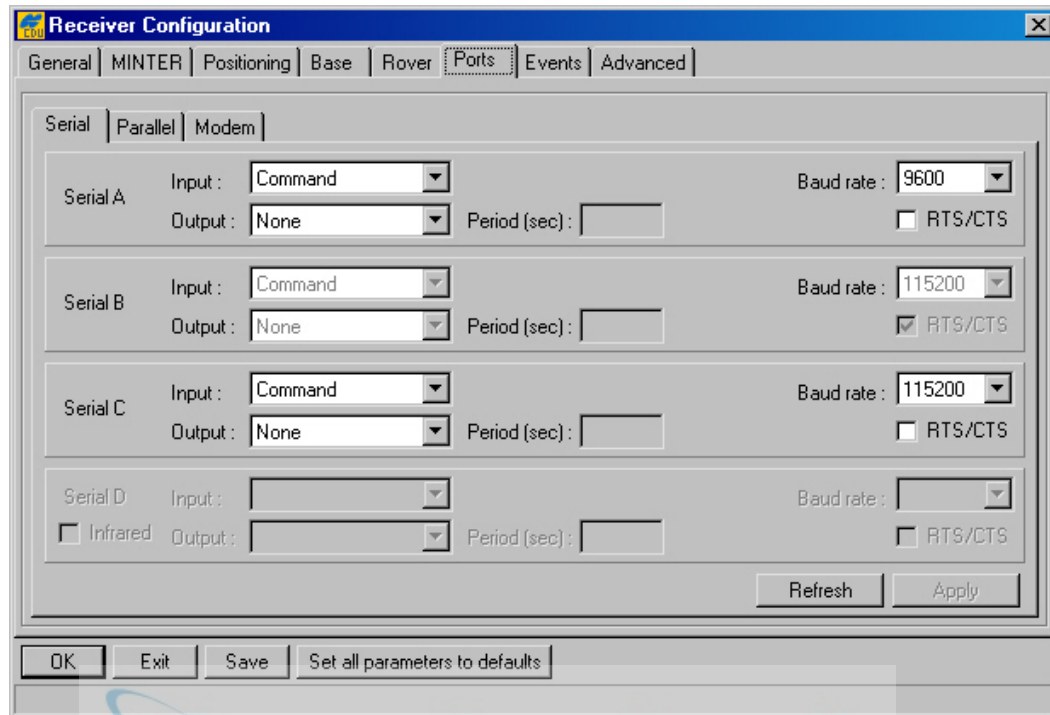 CDU Receiver Configuration
General MINTER Positioning Base Rover Ports Events Advanced
Serial Parallel Modem
Serial A
Input : Command
Baud rate : 9600
Output : None
Period (sec) :
RTS/CTS
Serial B
Input : Command
Baud rate : 115200
Output : None
Period (sec) :
RTS/CTS
Serial C
Input : Command
Baud rate : 115200
Output : None
Period (sec) :
RTS/CTS
Serial D
Input :
Baud rate :
Infrared
Output :
Period (sec) :
RTS/CTS
Refresh Apply
OK Exit Save Set all parameters to defaults